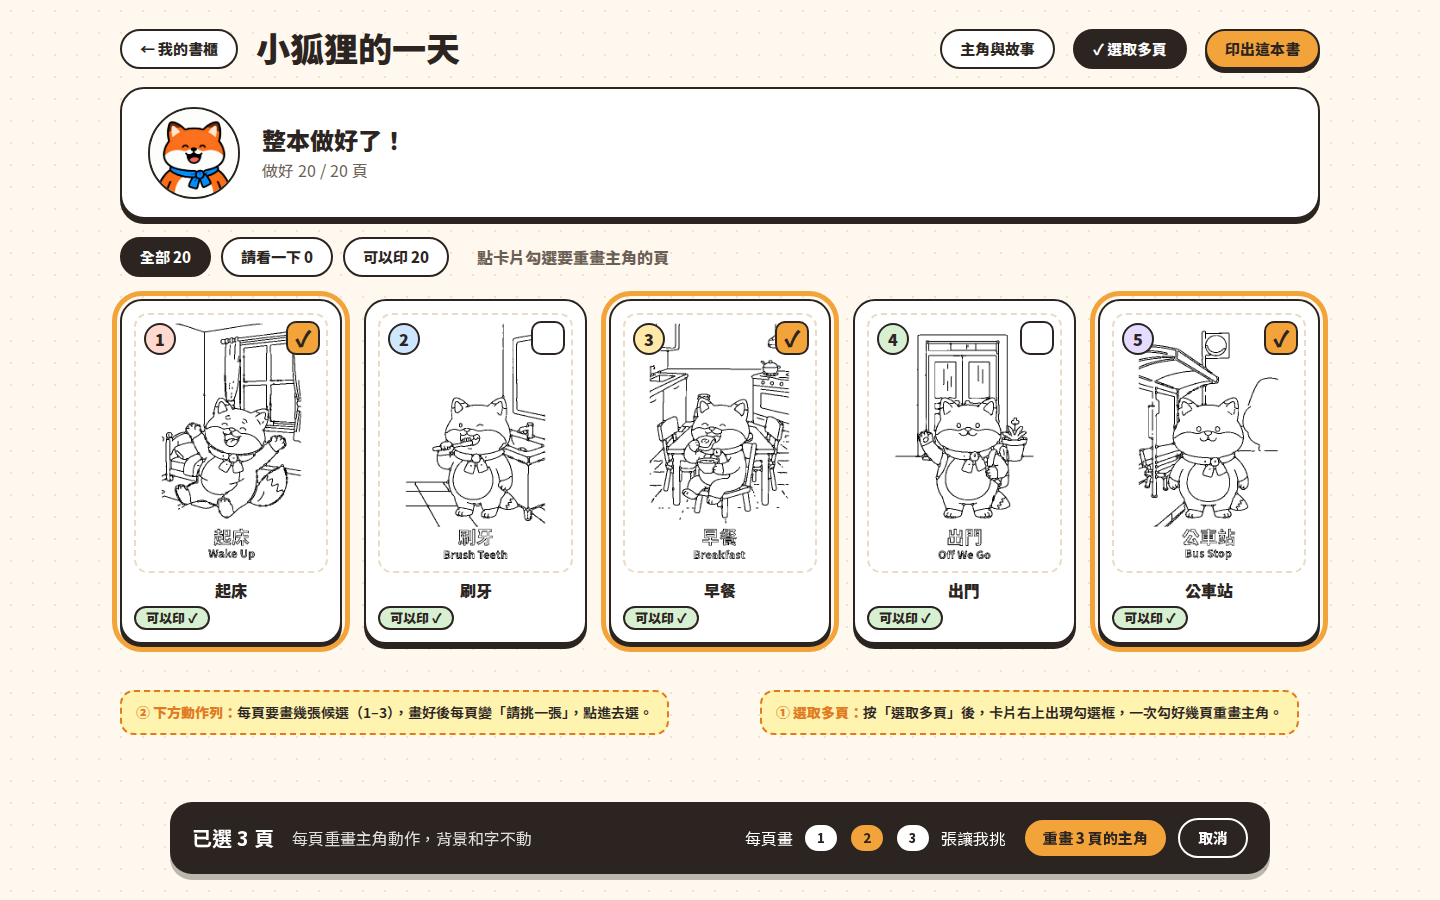 ← 我的書櫃
小狐狸的一天
主角與故事
✓ 選取多頁
印出這本書
整本做好了！
做好 20 / 20 頁
全部 20
請看一下 0
可以印 20
點卡片勾選要重畫主角的頁
1
✓
起床
Wake Up
起床
可以印 ✓
2
刷牙
Brush Teeth
刷牙
可以印 ✓
3
✓
早餐
Breakfast
早餐
可以印 ✓
4
出門
Off We Go
出門
可以印 ✓
5
✓
公車站
Bus Stop
公車站
可以印 ✓
② 下方動作列：每頁要畫幾張候選（1–3），畫好後每頁變「請挑一張」，點進去選。
① 選取多頁：按「選取多頁」後，卡片右上出現勾選框，一次勾好幾頁重畫主角。
已選 3 頁
每頁重畫主角動作，背景和字不動
每頁畫
1
2
3
張讓我挑
重畫 3 頁的主角
取消